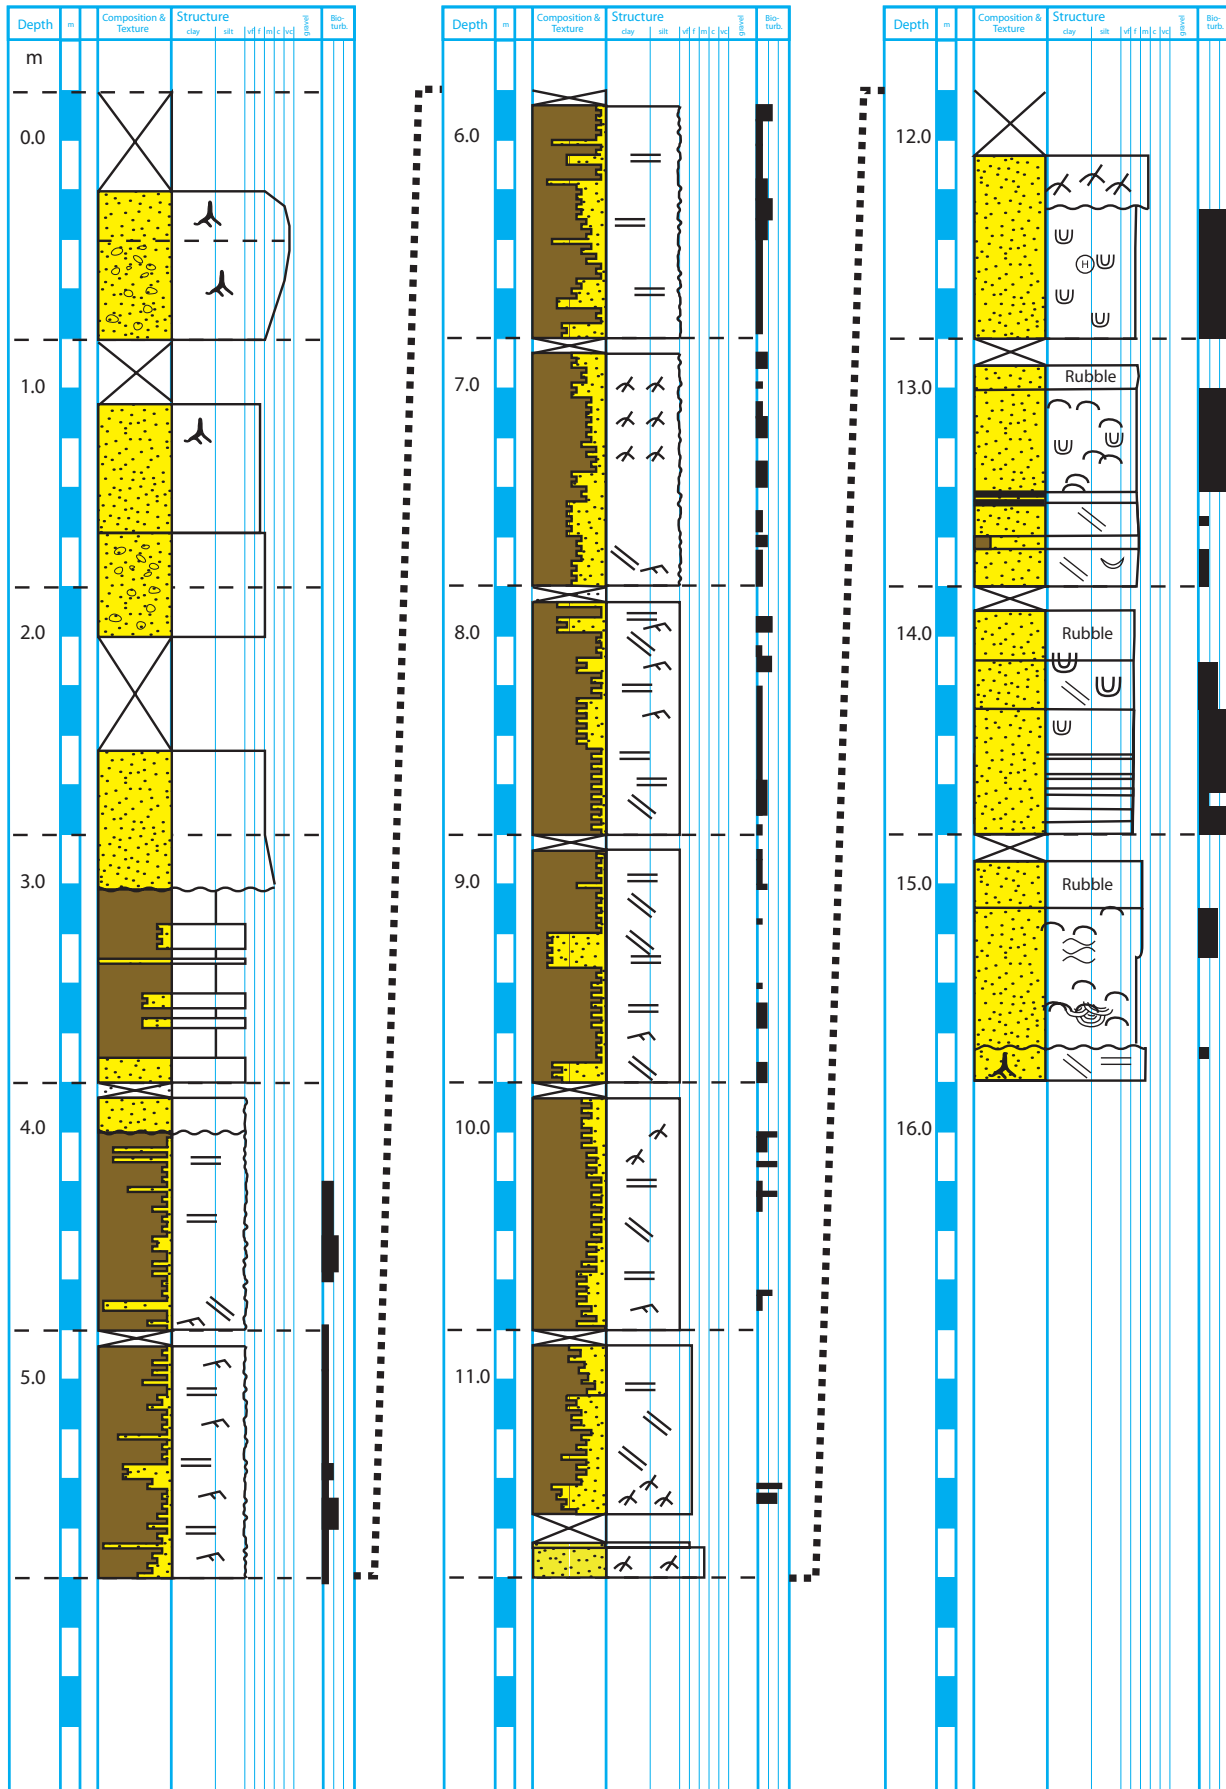 Depth m Composition & Texture Structure clay silt vf f m c vc gravel Bio-turb.
m
0.0
1.0
2.0
3.0
4.0
5.0
Depth m Composition & Texture Structure clay silt vf f m c vc gravel Bio-turb.
6.0
7.0
8.0
9.0
10.0
11.0
Depth m Composition & Texture Structure clay silt vf f m c vc gravel Bio-turb.
12.0
H
Rubble
13.0
Rubble
14.0
Rubble
15.0
16.0